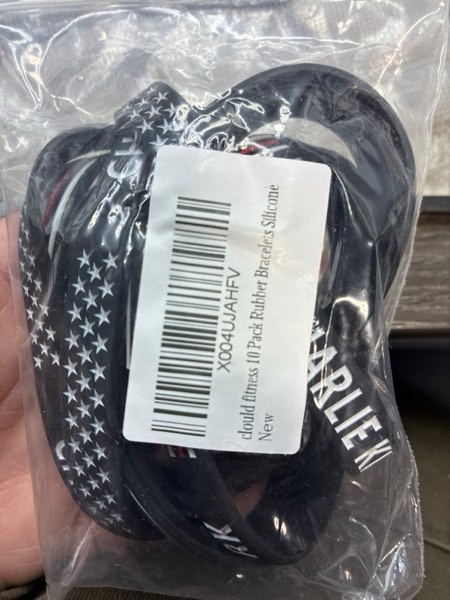 X004UJAHFV
clould fitness 10 Pack Rubber Bracelets Silicone
New
ARLIE K